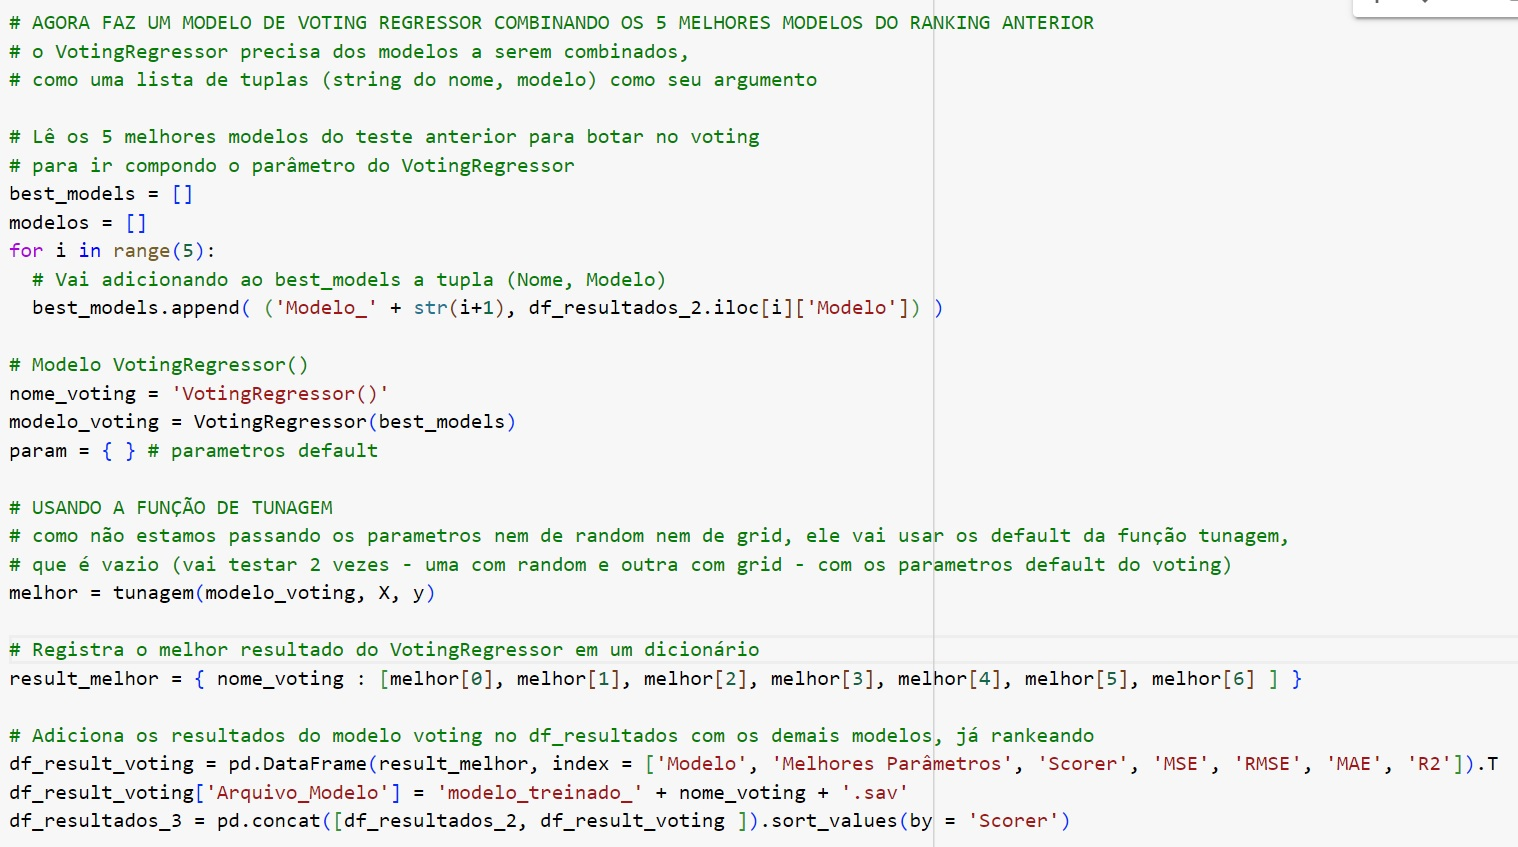 # AGORA FAZ UM MODELO DE VOTING REGRESSOR COMBINANDO OS 5 MELHORES MODELOS DO RANKING ANTERIOR
# o VotingRegressor precisa dos modelos a serem combinados,
# como uma lista de tuplas (string do nome, modelo) como seu argumento

# Lê os 5 melhores modelos do teste anterior para botar no voting
# para ir compondo o parâmetro do VotingRegressor
best_models = []
modelos = []
for i in range(5):
  # Vai adicionando ao best_models a tupla (Nome, Modelo)
  best_models.append( ('Modelo_' + str(i+1), df_resultados_2.iloc[i]['Modelo']) )

# Modelo VotingRegressor()
nome_voting = 'VotingRegressor()'
modelo_voting = VotingRegressor(best_models)
param = { } # parametros default

# USANDO A FUNÇÃO DE TUNAGEM
# como não estamos passando os parametros nem de random nem de grid, ele vai usar os default da função tunagem,
# que é vazio (vai testar 2 vezes - uma com random e outra com grid - com os parametros default do voting)
melhor = tunagem(modelo_voting, X, y)

# Registra o melhor resultado do VotingRegressor em um dicionário
result_melhor = { nome_voting : [melhor[0], melhor[1], melhor[2], melhor[3], melhor[4], melhor[5], melhor[6] ] }

# Adiciona os resultados do modelo voting no df_resultados com os demais modelos, já rankeando
df_result_voting = pd.DataFrame(result_melhor, index = ['Modelo', 'Melhores Parâmetros', 'Scorer', 'MSE', 'RMSE', 'MAE', 'R2']).T
df_result_voting['Arquivo_Modelo'] = 'modelo_treinado_' + nome_voting + '.sav'
df_resultados_3 = pd.concat([df_resultados_2, df_result_voting ]).sort_values(by = 'Scorer')